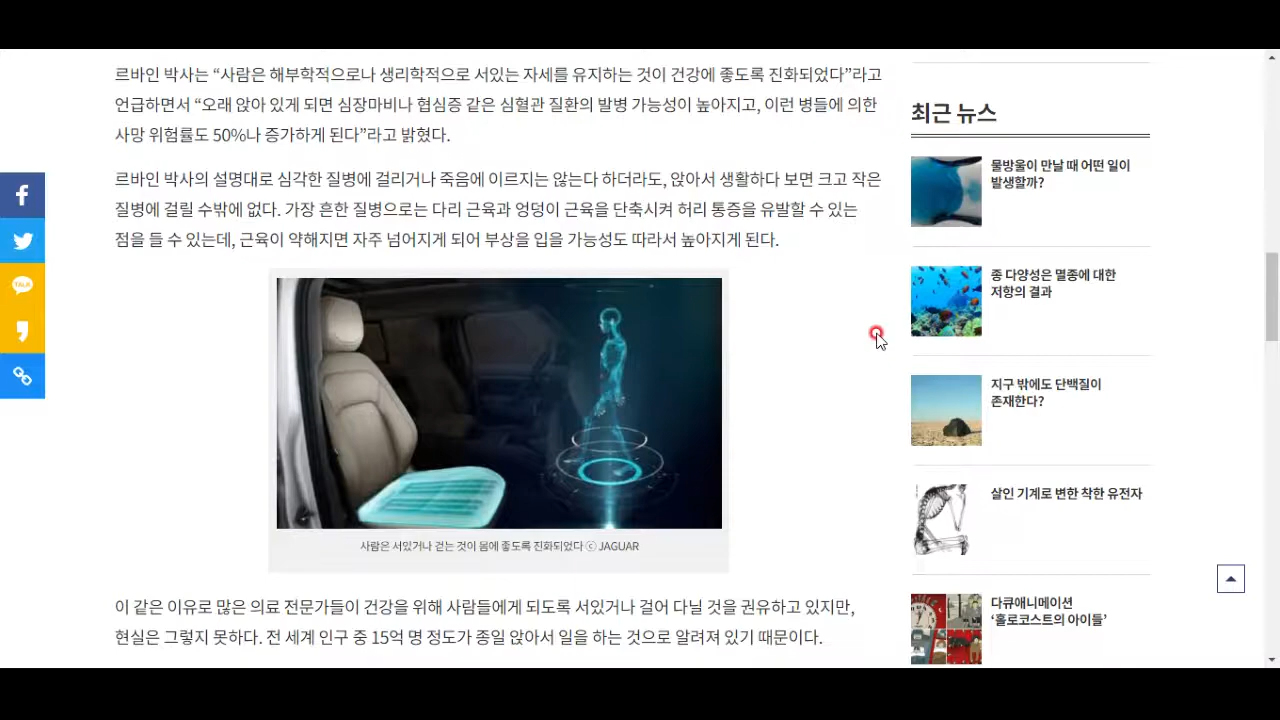 르바인 박사는 “사람은 해부학적으로나 생리학적으로 서있는 자세를 유지하는 것이 건강에 좋도록 진화되었다”라고
언급하면서 “오래 앉아 있게 되면 심장마비나 협심증 같은 심혈관 질환의 발병 가능성이 높아지고, 이런 병들에 의한
사망 위험률도 50%나 증가하게 된다”라고 밝혔다.
르바인 박사의 설명대로 심각한 질병에 걸리거나 죽음에 이르지는 않는다 하더라도, 앉아서 생활하다 보면 크고 작은
질병에 걸릴 수밖에 없다. 가장 흔한 질병으로는 다리 근육과 엉덩이 근육을 단축시켜 허리 통증을 유발할 수 있는
점을 들 수 있는데, 근육이 약해지면 자주 넘어지게 되어 부상을 입을 가능성도 따라서 높아지게 된다.
TALK
사람은 서있거나 걷는 것이 몸에 좋도록 진화되었다 ⓒ JAGUAR
이 같은 이유로 많은 의료 전문가들이 건강을 위해 사람들에게 되도록 서있거나 걸어 다닐 것을 권유하고 있지만,
현실은 그렇지 못하다. 전 세계 인구 중 15억 명 정도가 종일 앉아서 일을 하는 것으로 알려져 있기 때문이다.
최근 뉴스
물방울이 만날 때 어떤 일이
발생할까?
종 다양성은 멸종에 대한
저항의 결과
지구 밖에도 단백질이
존재한다?
살인 기계로 변한 착한 유전자
다큐애니메이션
‘홀로코스트의 아이들’